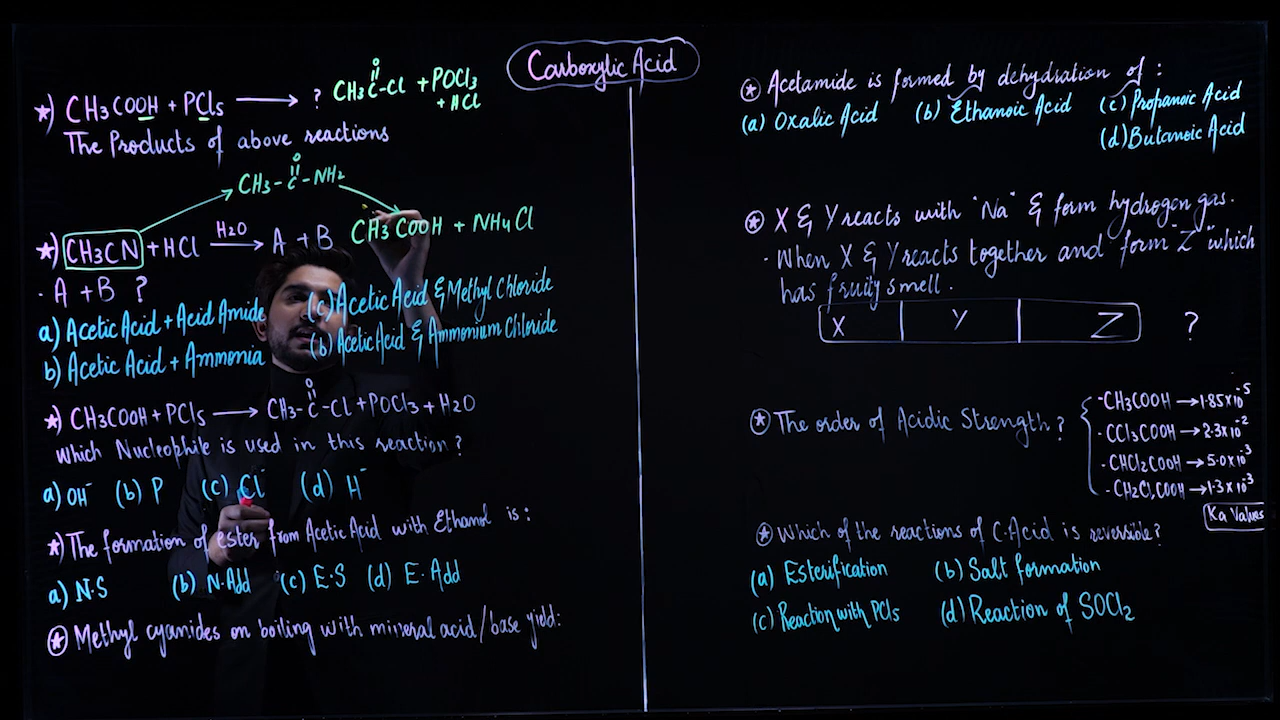 Carboxylic Acid
*) CH3COOH + PCl5 → ? CH3-C-Cl + POCl3
O
+ HCl
The Products of above reactions
O
CH3-C-NH2
*) CH3CN + HCl H2O → A + B CH3COOH + NH4Cl
· A + B ?
a) Acetic Acid + Acid Amide (c) Acetic Acid & Methyl Chloride
b) Acetic Acid + Ammonia (b) Acetic Acid & Ammonium Chloride
O
*) CH3COOH + PCl5 → CH3-C-Cl + POCl3 + H2O
Which Nucleophile is used in this reaction?
a) OH⁻ (b) P (c) Cl⁻ (d) H⁻
*) The formation of ester from Acetic Acid with Ethanol is:
a) N·S (b) N·Add (c) E·S (d) E·Add
* Methyl cyanides on boiling with mineral acid/base yield:
* Acetamide is formed by dehydration of:
(a) Oxalic Acid (b) Ethanoic Acid (c) Propanoic Acid
(d) Butanoic Acid
* X & Y reacts with "Na" & form hydrogen gas.
· When X & Y reacts together and form "Z" which
has fruity smell.
X Y Z ?
* The order of Acidic Strength?
- CH3COOH → 1.85×10⁻⁵
- CCl3COOH → 2.3×10⁻²
- CHCl2COOH → 5.0×10⁻³
- CH2Cl,COOH → 1.3×10⁻³
Ka Values
* Which of the reactions of C.Acid is reversible?
(a) Esterification (b) Salt formation
(c) Reaction with PCl5 (d) Reaction of SOCl2